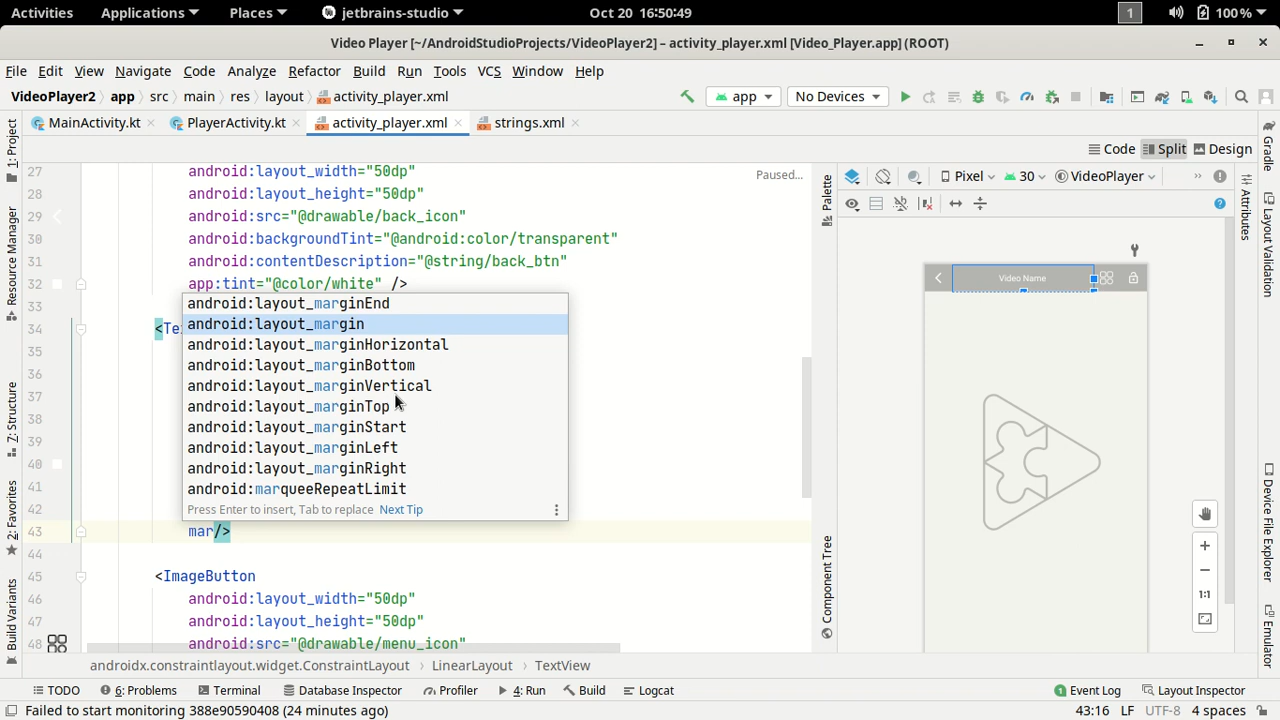 Activities Applications Places jetbrains-studio Oct 20 16:50:49 1 100%
Video Player [~/AndroidStudioProjects/VideoPlayer2] – activity_player.xml [Video_Player.app] (ROOT)
File Edit View Navigate Code Analyze Refactor Build Run Tools VCS Window Help
VideoPlayer2 app src main res layout activity_player.xml app No Devices
MainActivity.kt PlayerActivity.kt activity_player.xml strings.xml
Code Split Design
27 android:layout_width="50dp" Paused...
28 android:layout_height="50dp"
29 android:src="@drawable/back_icon"
30 android:backgroundTint="@android:color/transparent"
31 android:contentDescription="@string/back_btn"
32 app:tint="@color/white" />
33 android:layout_marginEnd
34 <Te
android:layout_margin
35 android:layout_marginHorizontal
36 android:layout_marginBottom
37 android:layout_marginVertical
38 android:layout_marginTop
39 android:layout_marginStart
40 android:layout_marginLeft
41 android:layout_marginRight
android:marqueeRepeatLimit
42 Press Enter to insert, Tab to replace Next Tip
43 mar/>
44
45 <ImageButton
46 android:layout_width="50dp"
47 android:layout_height="50dp"
48 android:src="@drawable/menu_icon"
androidx.constraintlayout.widget.ConstraintLayout LinearLayout TextView
1: Project
Resource Manager
7: Structure
2: Favorites
Build Variants
Palette
Component Tree
Pixel 30 VideoPlayer
Video Name
1:1
Attributes
Gradle
Layout Validation
Device File Explorer
Emulator
TODO 6: Problems Terminal Database Inspector Profiler 4: Run Build Logcat 1 Event Log Layout Inspector
Failed to start monitoring 388e90590408 (24 minutes ago) 43:16 LF UTF-8 4 spaces